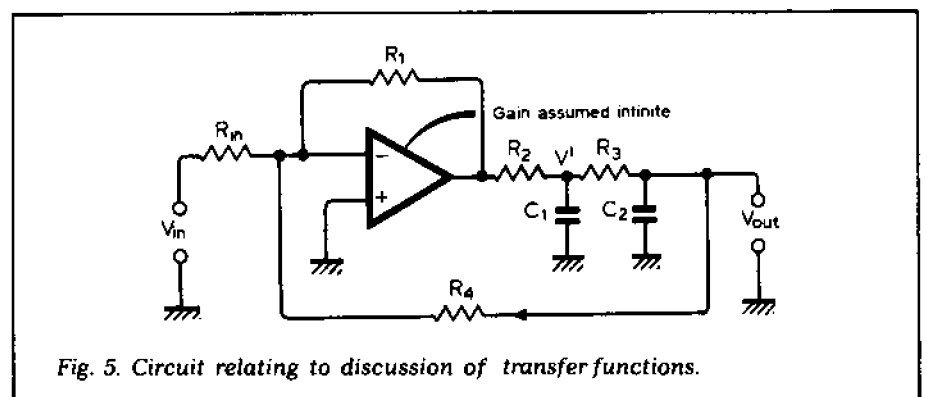 R1
Gain assumed infinite
Rin
R2
V'
R3
−
+
C1
C2
Vin
Vout
R4
Fig. 5. Circuit relating to discussion of transfer functions.